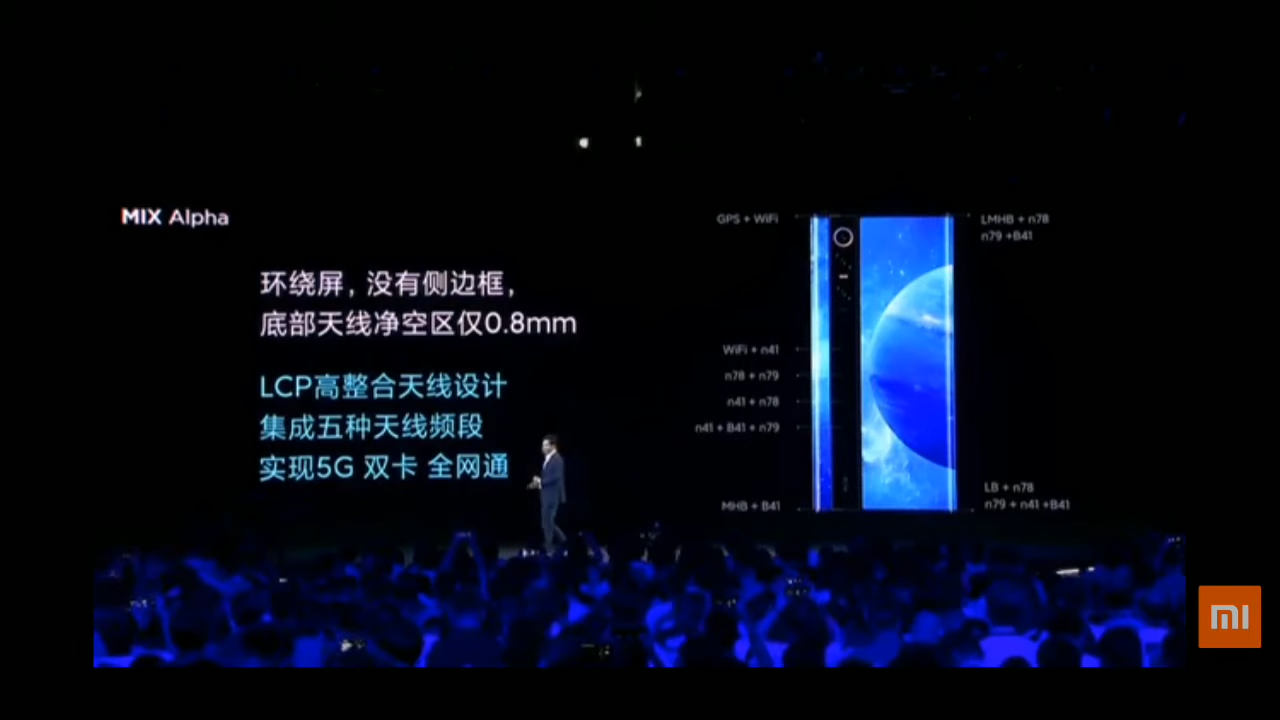 MIX Alpha
环绕屏，没有侧边框，
底部天线净空区仅0.8mm
LCP高整合天线设计
集成五种天线频段
实现5G 双卡 全网通
GPS + WiFi
WiFi + n41
n78 + n79
n41 + n78
n41 + B41 + n79
MHB + B41
LMHB + n78
n79 +B41
LB + n78
n79 + n41 +B41
MI